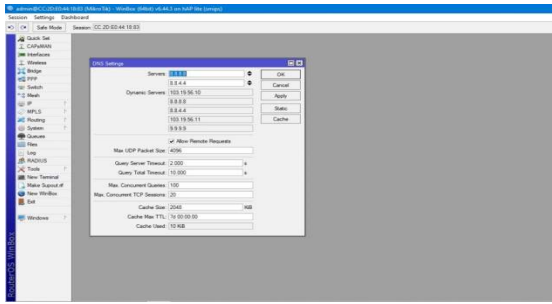 admin@CC:2D:E0:44:18:93 (MikroTik) - WinBox (64bit) v6.44.3 on hAP lite (smips)
Session Settings Dashboard
Safe Mode Session: CC:2D:E0:44:18:93
Quick Set
CAPsMAN
Interfaces
Wireless
Bridge
PPP
Switch
Mesh
IP
MPLS
Routing
System
Queues
Files
Log
RADIUS
Tools
New Terminal
Make Supout.rif
New WinBox
Exit
Windows
RouterOS WinBox
DNS Settings
Servers: 8.8.8.8
8.8.4.4
Dynamic Servers: 103.19.56.10
8.8.8.8
8.8.4.4
103.19.56.11
9.9.9.9
Allow Remote Requests
Max UDP Packet Size: 4096
Query Server Timeout: 2.000 s
Query Total Timeout: 10.000 s
Max. Concurrent Queries: 100
Max. Concurrent TCP Sessions: 20
Cache Size: 2048 KiB
Cache Max TTL: 7d 00:00:00
Cache Used: 10 KiB
OK
Cancel
Apply
Static
Cache